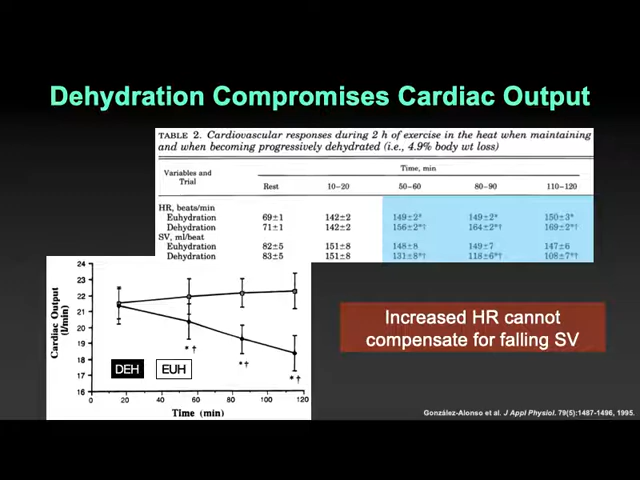 Dehydration Compromises Cardiac Output
TABLE 2. Cardiovascular responses during 2 h of exercise in the heat when maintaining
and when becoming progressively dehydrated (i.e., 4.9% body wt loss)
Variables and
Trial
Time, min
Rest 10-20 50-60 80-90 110-120
HR, beats/min
Euhydration 69±1 142±2 149±2* 149±2* 150±3*
Dehydration 71±1 142±2 156±2*† 164±2*† 169±2*†
SV, ml/beat
Euhydration 82±5 151±8 148±8 149±7 147±6
Dehydration 83±5 151±8 131±8*† 118±6*† 108±7*†
Cardiac Output
(l/min)
24
23
22
21
20
19
18
17
16
*†
*†
*†
DEH EUH
0 20 40 60 80 100 120
Time (min)
Increased HR cannot
compensate for falling SV
González-Alonso et al. J Appl Physiol. 79(5):1487-1496, 1995.